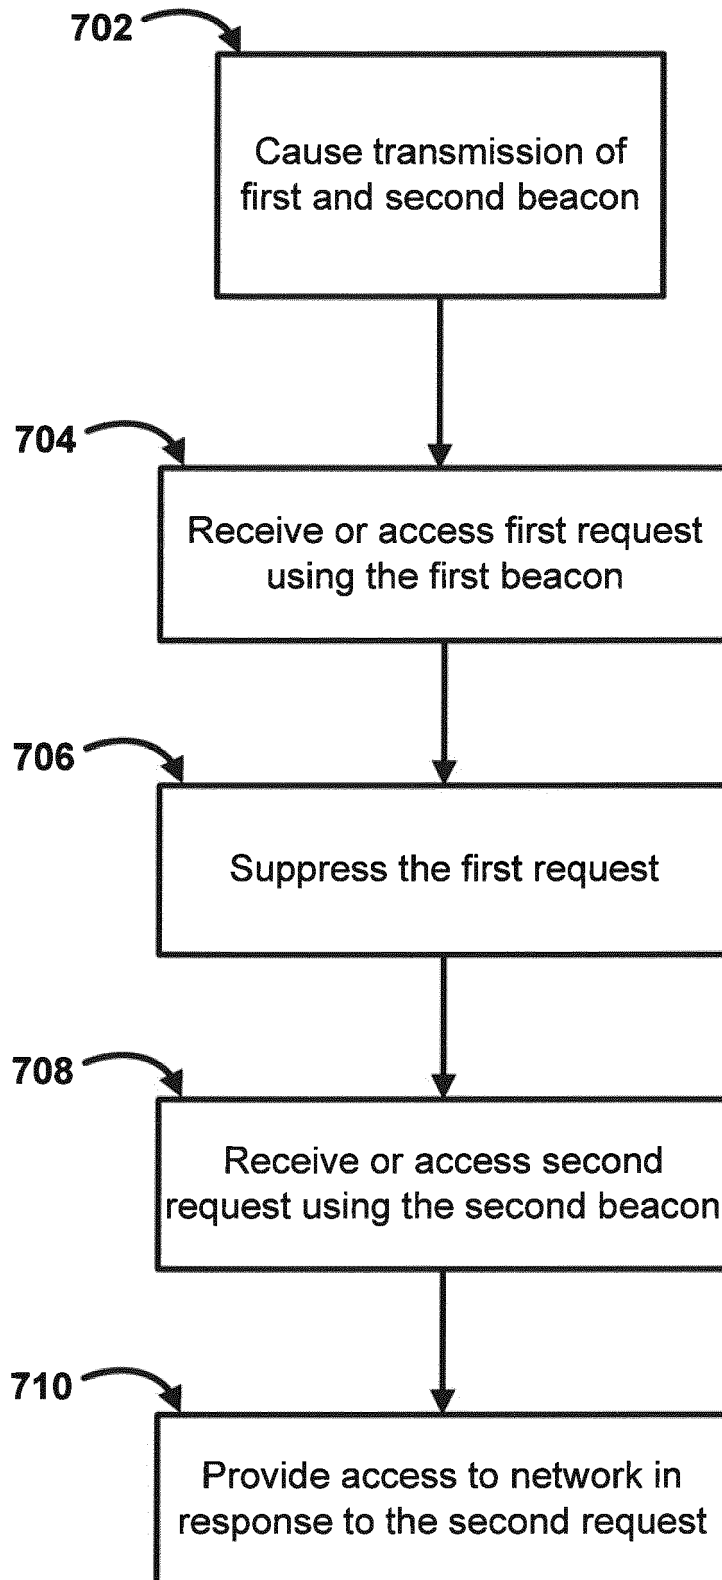 702
Cause transmission of
first and second beacon
704
Receive or access first request
using the first beacon
706
Suppress the first request
708
Receive or access second
request using the second beacon
710
Provide access to network in
response to the second request